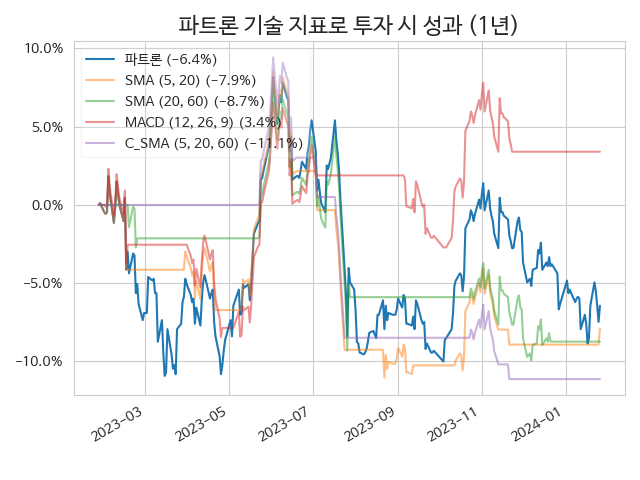 파트론 기술 지표로 투자 시 성과 (1년)
10.0%
5.0%
0.0%
−5.0%
−10.0%
파트론 (−6.4%)
SMA (5, 20) (−7.9%)
SMA (20, 60) (−8.7%)
MACD (12, 26, 9) (3.4%)
C_SMA (5, 20, 60) (−11.1%)
2023−03
2023−05
2023−07
2023−09
2023−11
2024−01